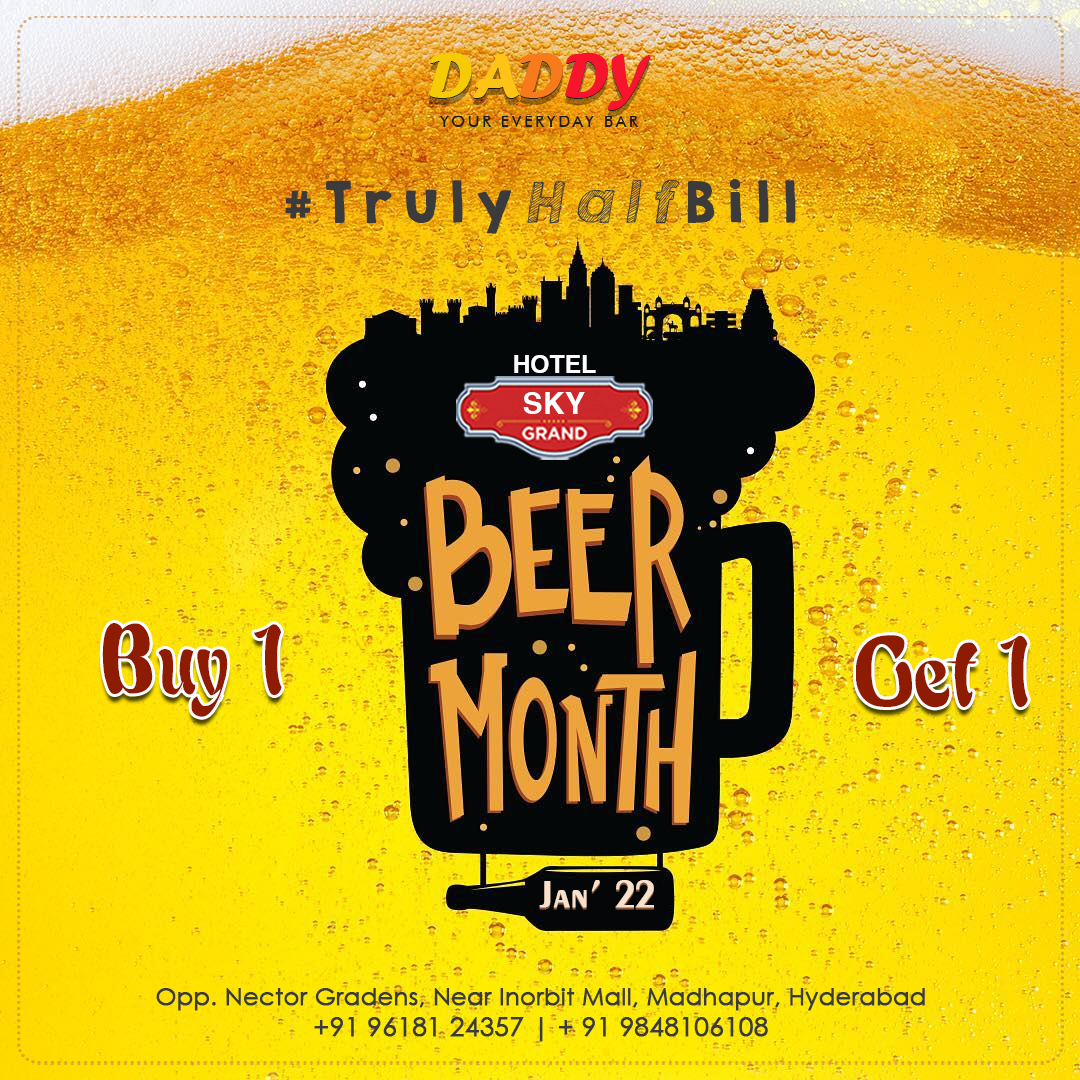 DADDY
YOUR EVERYDAY BAR
#TrulyHalfBill
HOTEL
SKY
GRAND
BEER
MONTH
Buy 1
Get 1
JAN' 22
Opp. Nector Gradens, Near Inorbit Mall, Madhapur, Hyderabad
+91 96181 24357 | + 91 9848106108